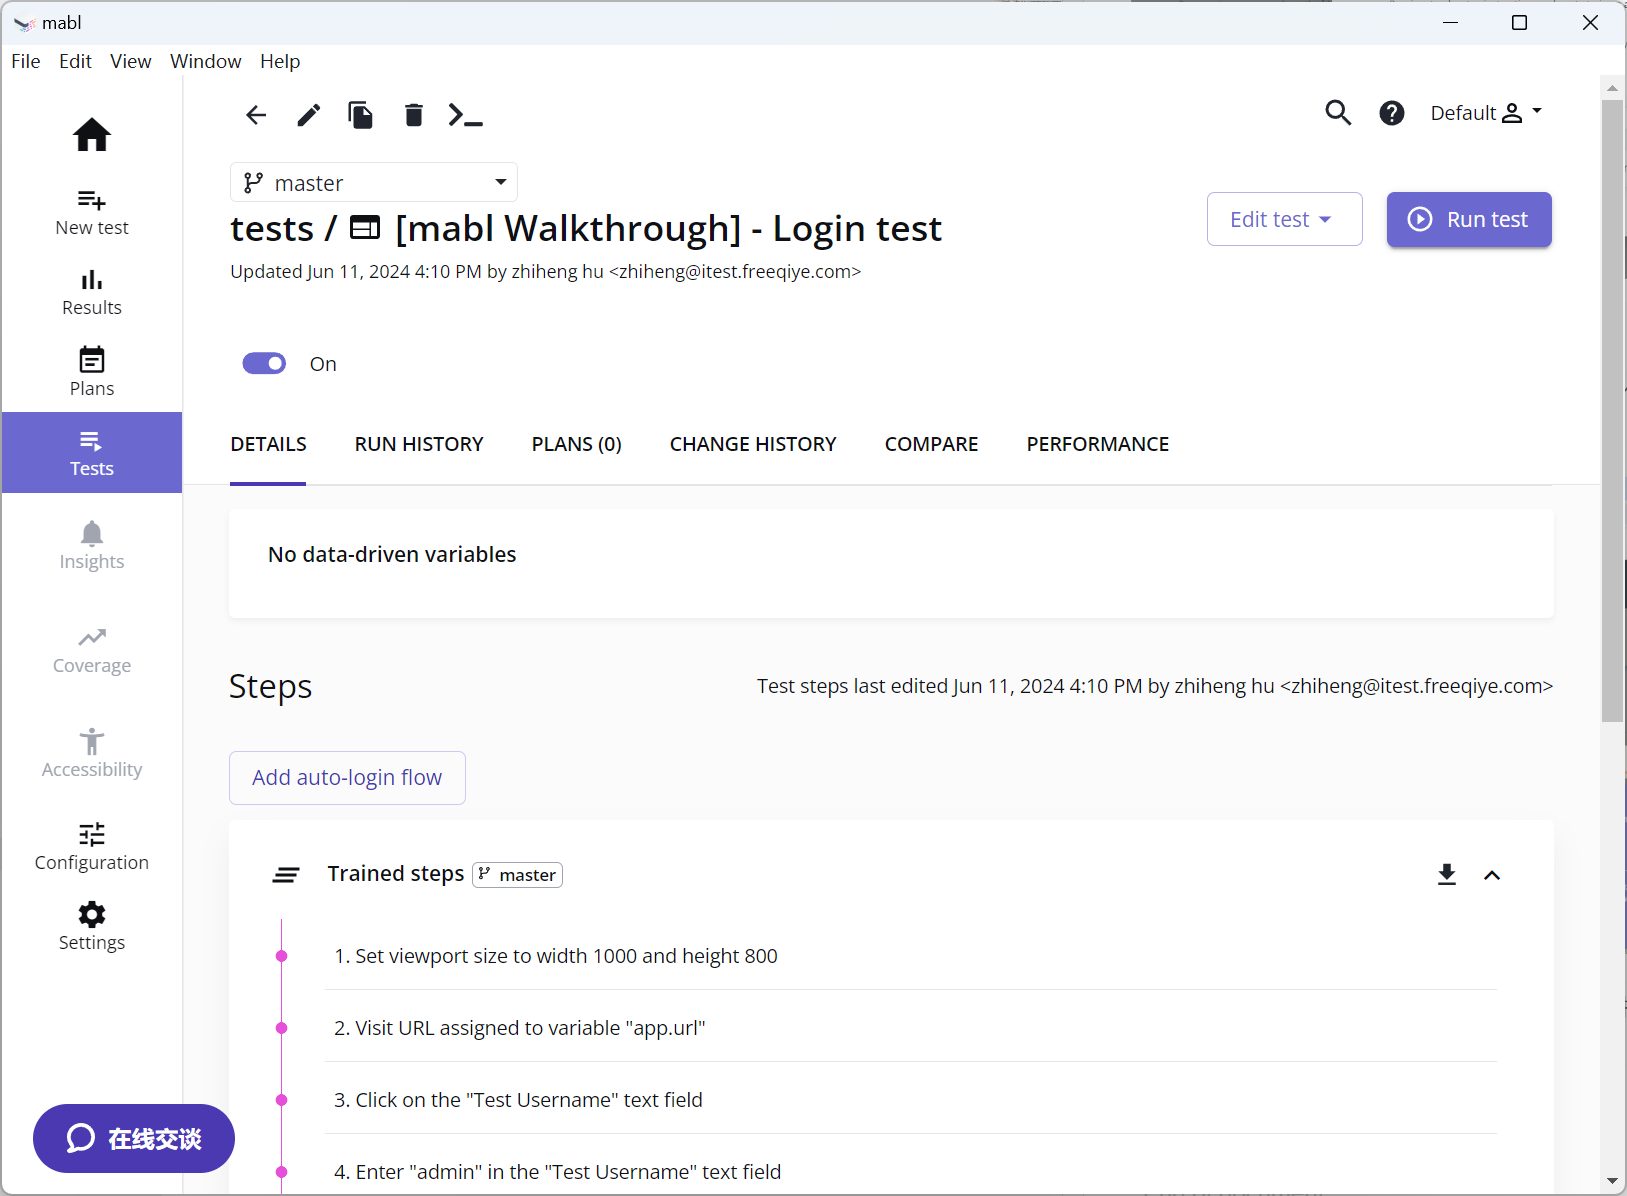 mabl
File Edit View Window Help
Default
master
tests / [mabl Walkthrough] - Login test
Updated Jun 11, 2024 4:10 PM by zhiheng hu <zhiheng@itest.freeqiye.com>
Edit test
Run test
On
New test
Results
Plans
Tests
Insights
Coverage
Accessibility
Configuration
Settings
在线交谈
DETAILS RUN HISTORY PLANS (0) CHANGE HISTORY COMPARE PERFORMANCE
No data-driven variables
Steps
Test steps last edited Jun 11, 2024 4:10 PM by zhiheng hu <zhiheng@itest.freeqiye.com>
Add auto-login flow
Trained steps master
1. Set viewport size to width 1000 and height 800
2. Visit URL assigned to variable "app.url"
3. Click on the "Test Username" text field
4. Enter "admin" in the "Test Username" text field